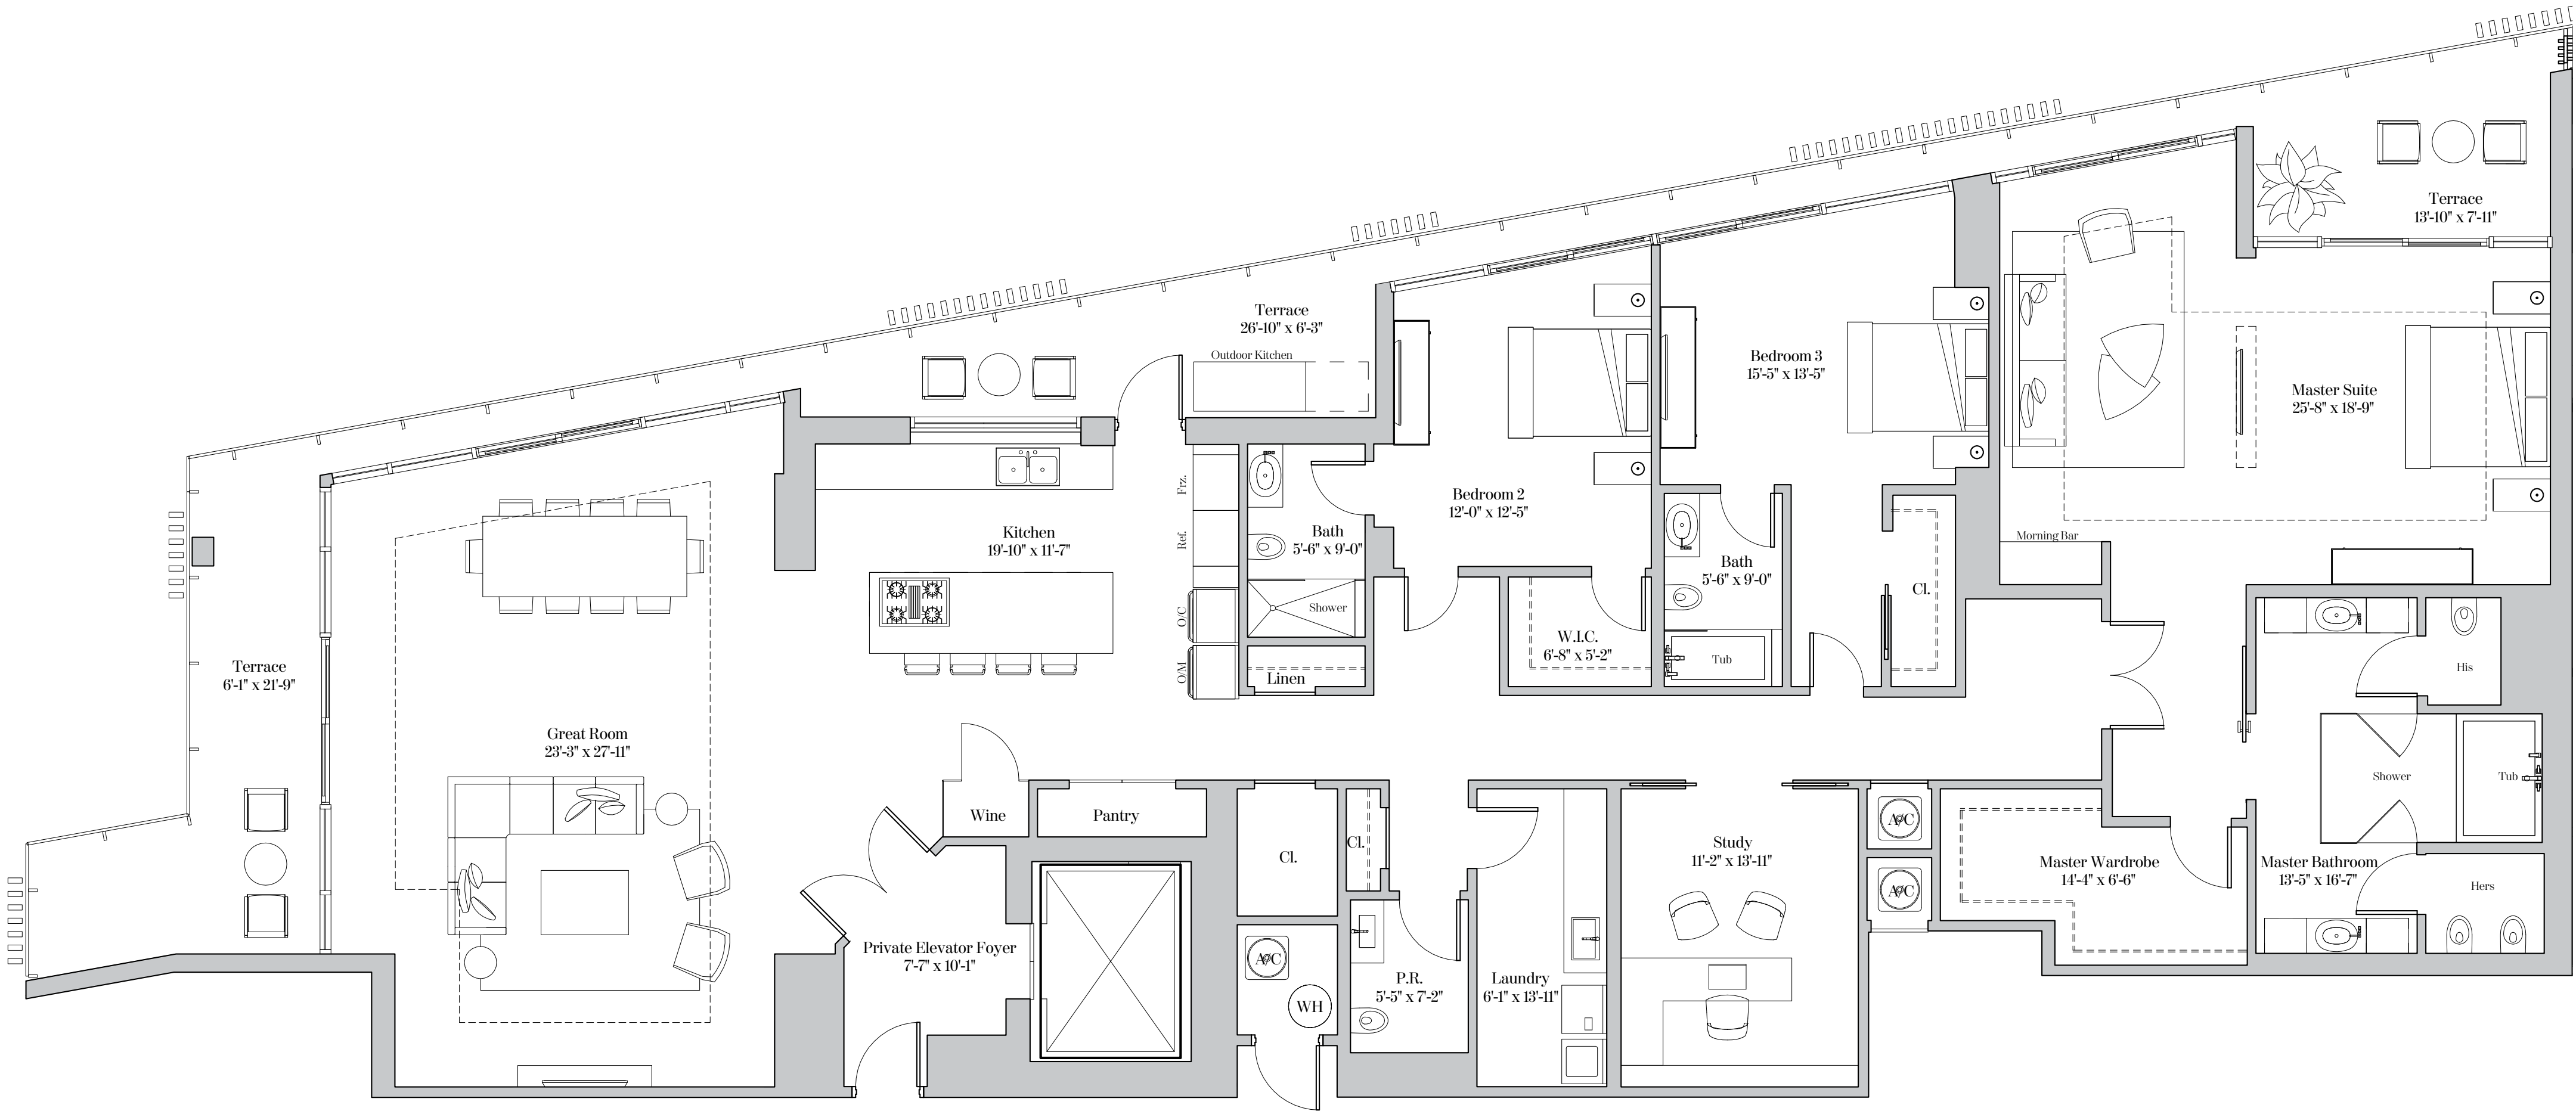 Terrace
13'-10" x 7'-11"
Terrace
26'-10" x 6'-3"
Outdoor Kitchen
Bedroom 3
15'-5" x 13'-5"
Master Suite
25'-8" x 18'-9"
Bedroom 2
12'-0" x 12'-5"
Kitchen
19'-10" x 11'-7"
Frz.
Ref.
O/C
O/M
Bath
5'-6" x 9'-0"
Shower
Linen
W.I.C.
6'-8" x 5'-2"
Bath
5'-6" x 9'-0"
Tub
Cl.
Morning Bar
His
Terrace
6'-1" x 21'-9"
Great Room
23'-3" x 27'-11"
Shower
Tub
Wine
Pantry
Cl.
Cl.
Study
11'-2" x 13'-11"
A/C
A/C
Master Wardrobe
14'-4" x 6'-6"
Master Bathroom
13'-5" x 16'-7"
Hers
Private Elevator Foyer
7'-7" x 10'-1"
A/C
WH
P.R.
5'-5" x 7'-2"
Laundry
6'-1" x 13'-11"